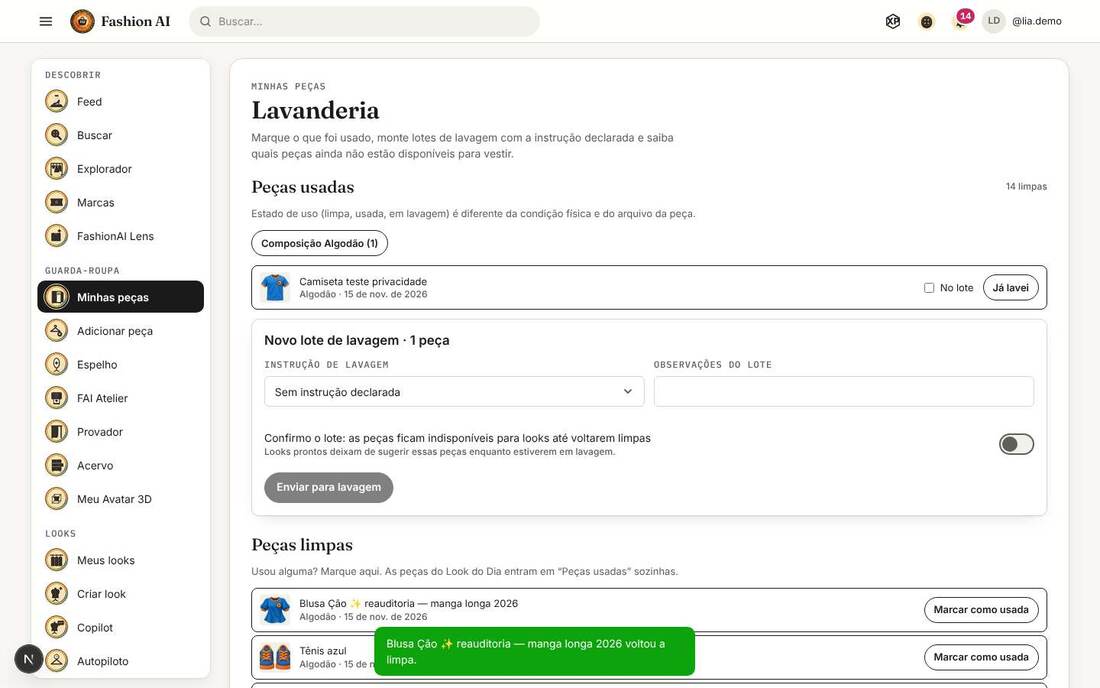 Fashion AI
Buscar...
XP
14
LD
@lia.demo
DESCOBRIR
Feed
Buscar
Explorador
Marcas
FashionAI Lens
GUARDA-ROUPA
Minhas peças
Adicionar peça
Espelho
FAI Atelier
Provador
Acervo
Meu Avatar 3D
LOOKS
Meus looks
Criar look
Copilot
Autopiloto
N
MINHAS PEÇAS
Lavanderia
Marque o que foi usado, monte lotes de lavagem com a instrução declarada e saiba
quais peças ainda não estão disponíveis para vestir.
Peças usadas
14 limpas
Estado de uso (limpa, usada, em lavagem) é diferente da condição física e do arquivo da peça.
Composição Algodão (1)
Camiseta teste privacidade
Algodão · 15 de nov. de 2026
No lote
Já lavei
Novo lote de lavagem · 1 peça
INSTRUÇÃO DE LAVAGEM
OBSERVAÇÕES DO LOTE
Sem instrução declarada
Confirmo o lote: as peças ficam indisponíveis para looks até voltarem limpas
Looks prontos deixam de sugerir essas peças enquanto estiverem em lavagem.
Enviar para lavagem
Peças limpas
Usou alguma? Marque aqui. As peças do Look do Dia entram em "Peças usadas" sozinhas.
Blusa Ção ✨ reauditoria — manga longa 2026
Algodão · 15 de nov. de 2026
Marcar como usada
Tênis azul
Algodão · 15 de n
Marcar como usada
Blusa Ção ✨ reauditoria — manga longa 2026 voltou a
limpa.